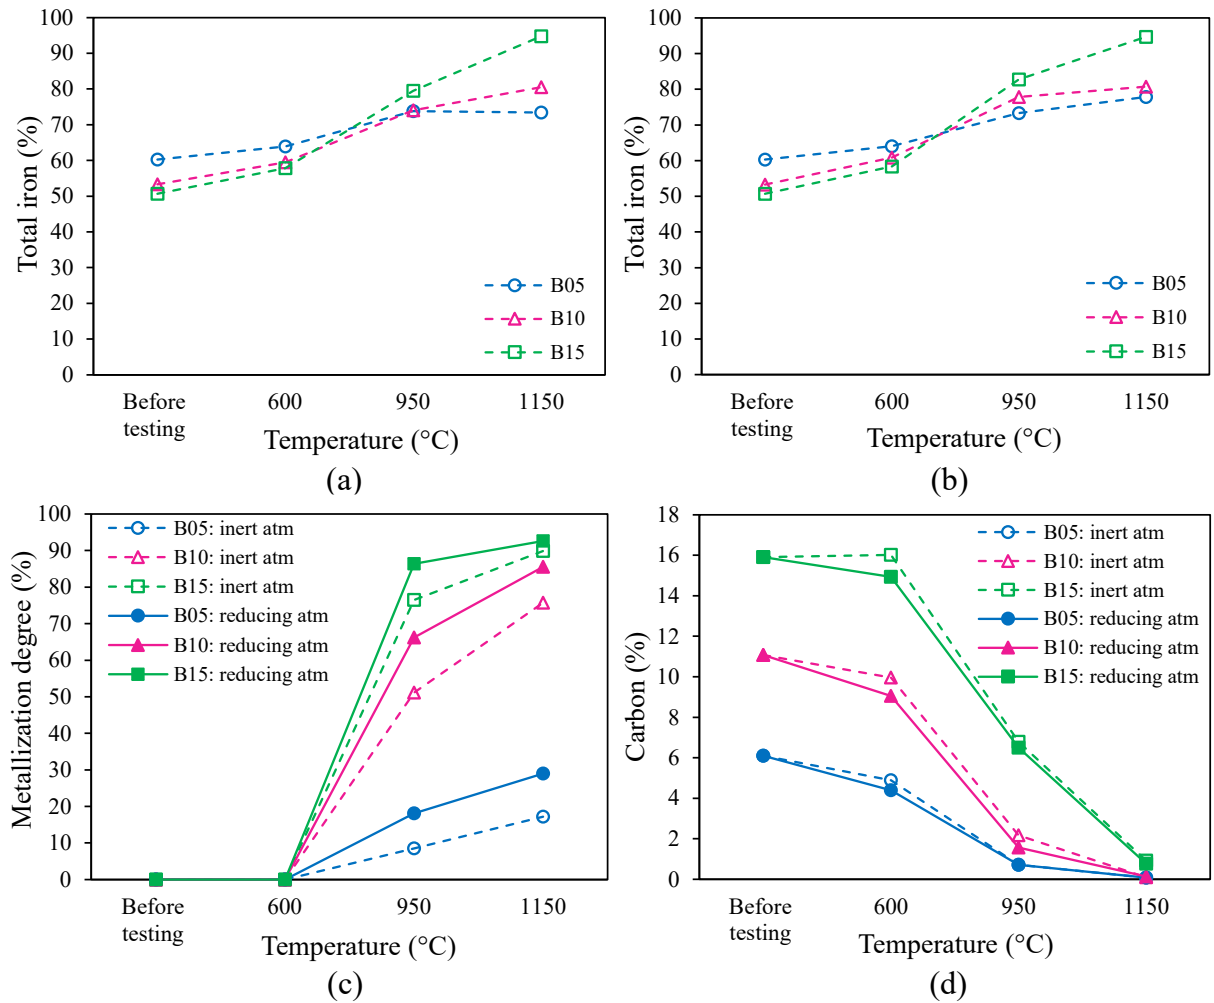 100
90
80
70
60
50
40
30
20
10
0
Total iron (%)
B05
B10
B15
Before
testing
600
950
1150
Temperature (°C)
(a)
100
90
80
70
60
50
40
30
20
10
0
Total iron (%)
B05
B10
B15
Before
testing
600
950
1150
Temperature (°C)
(b)
100
90
80
70
60
50
40
30
20
10
0
Metallization degree (%)
B05: inert atm
B10: inert atm
B15: inert atm
B05: reducing atm
B10: reducing atm
B15: reducing atm
Before
testing
600
950
1150
Temperature (°C)
(c)
18
16
14
12
10
8
6
4
2
0
Carbon (%)
B05: inert atm
B10: inert atm
B15: inert atm
B05: reducing atm
B10: reducing atm
B15: reducing atm
Before
testing
600
950
1150
Temperature (°C)
(d)